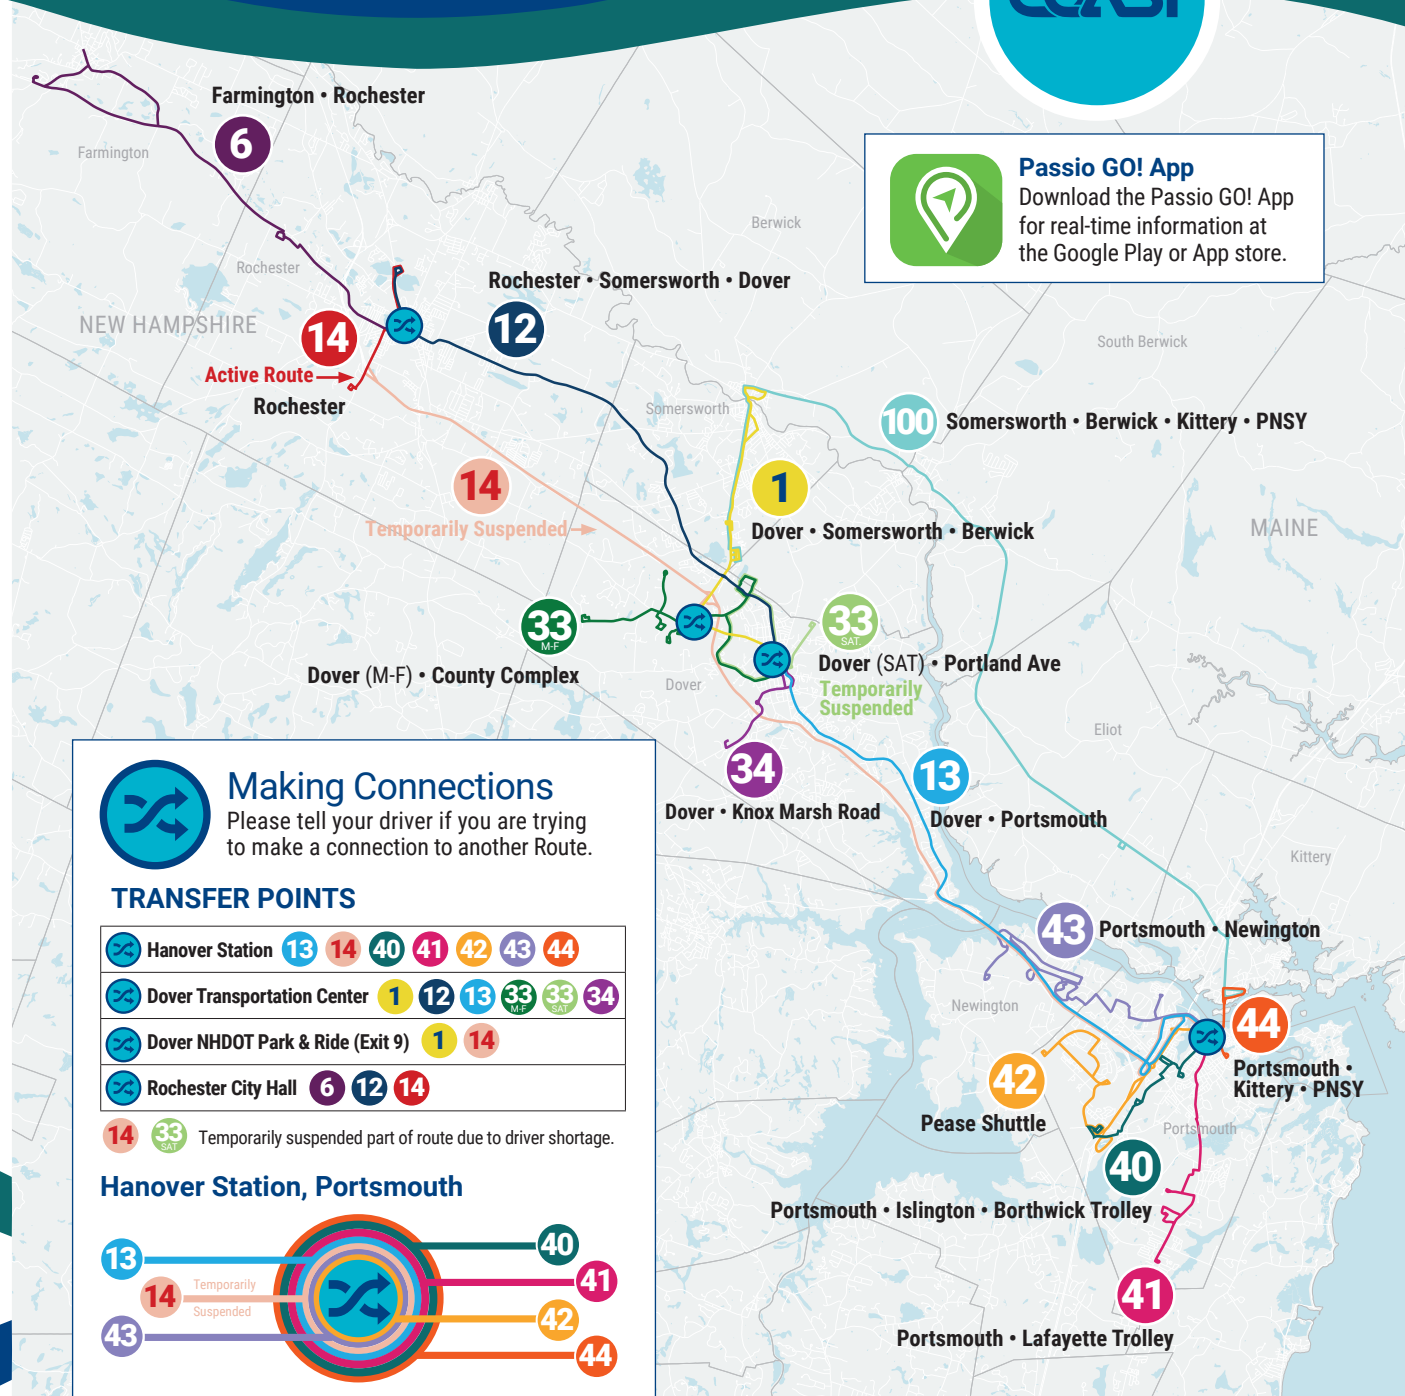 COAST
Farmington • Rochester
6
Farmington
Passio GO! App
Download the Passio GO! App
for real-time information at
the Google Play or App store.
Berwick
Rochester
Rochester • Somersworth • Dover
NEW HAMPSHIRE
14
12
South Berwick
Active Route
Rochester
Somersworth
100
Somersworth • Berwick • Kittery • PNSY
14
Temporarily Suspended
1
Dover • Somersworth • Berwick
MAINE
33
M-F
Dover (M-F) • County Complex
33
SAT.
Dover (SAT) • Portland Ave
Temporarily
Suspended
Dover
Eliot
34
Dover • Knox Marsh Road
13
Dover • Portsmouth
Kittery
43
Portsmouth • Newington
Newington
44
Portsmouth •
Kittery • PNSY
42
Pease Shuttle
Portsmouth
40
Portsmouth • Islington • Borthwick Trolley
41
Portsmouth • Lafayette Trolley
Making Connections
Please tell your driver if you are trying
to make a connection to another Route.
TRANSFER POINTS
Hanover Station 13 14 40 41 42 43 44
Dover Transportation Center 1 12 13 33 M-F 33 SAT 34
Dover NHDOT Park & Ride (Exit 9) 1 14
Rochester City Hall 6 12 14
14 33 SAT Temporarily suspended part of route due to driver shortage.
Hanover Station, Portsmouth
13
14
Temporarily
Suspended
43
40
41
42
44